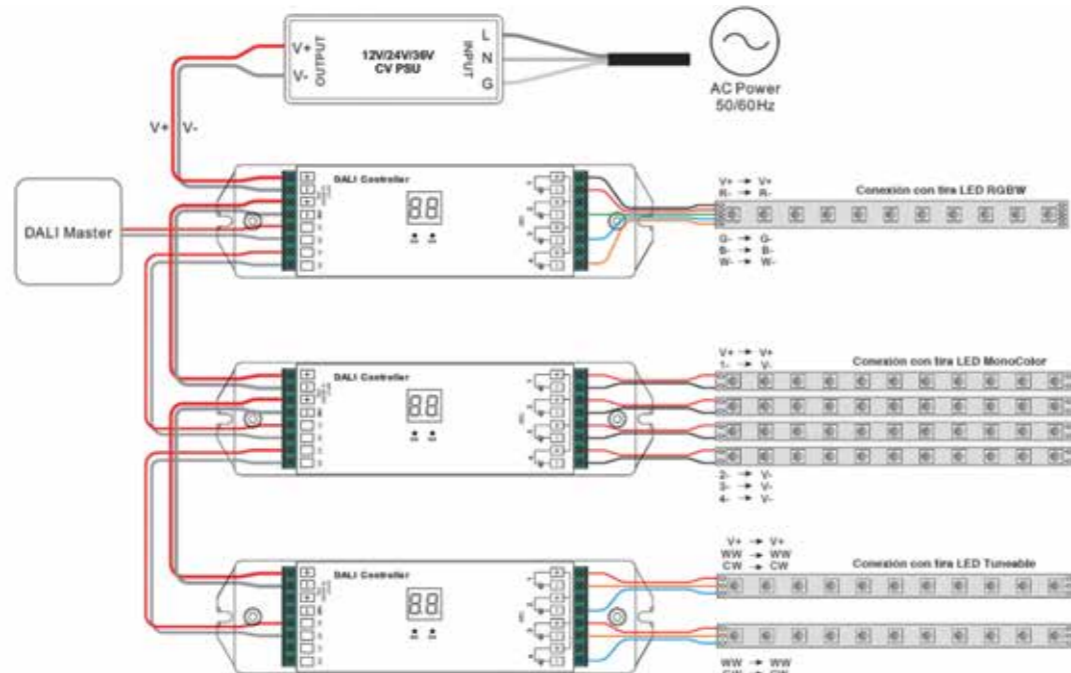 V+
V-
OUTPUT
12V/24V/36V
CV PSU
INPUT
L
N
G
AC Power
50/60Hz
V+ V-
DALI Master
DALI Controller
V+ → V+
R- → R-
Conexión con tira LED RGBW
G- → G-
B- → B-
W- → W-
DALI Controller
V+ → V+
1- → V-
Conexión con tira LED MonoColor
2- → V-
3- → V-
4- → V-
DALI Controller
V+ → V+
WW → WW
CW → CW
Conexión con tira LED Tuneable
WW → WW